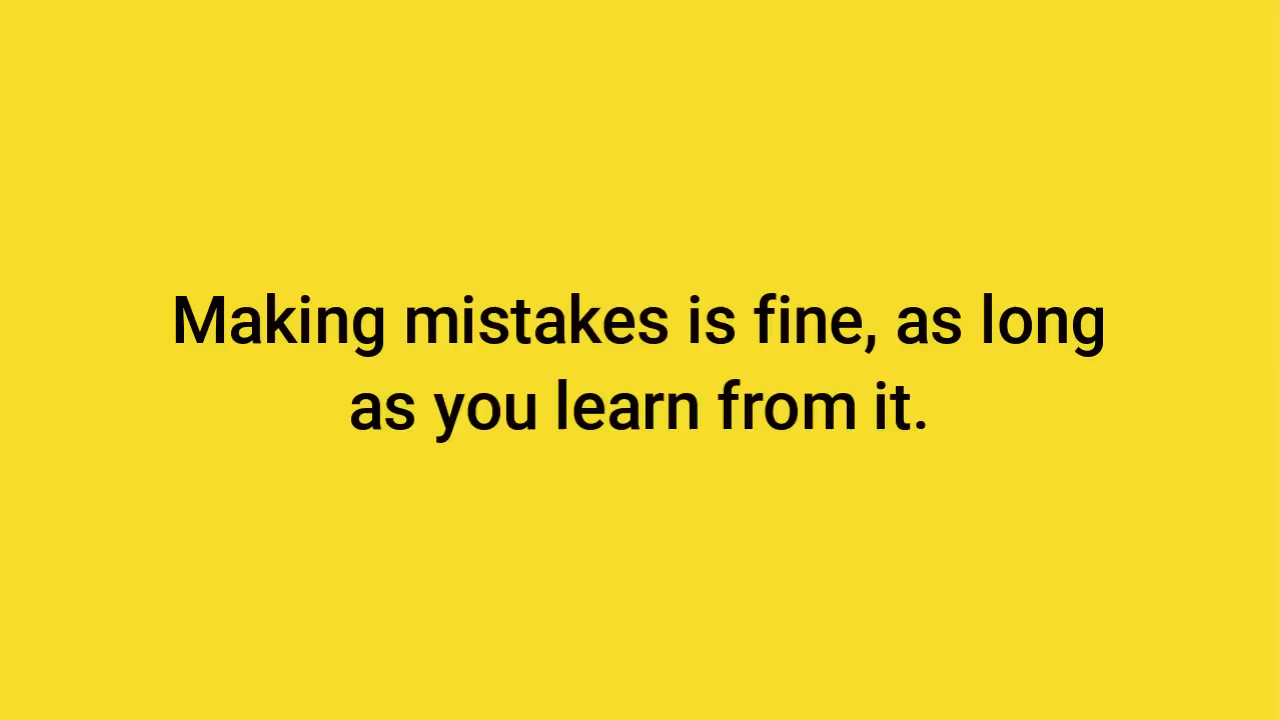 Making mistakes is fine, as long
as you learn from it.